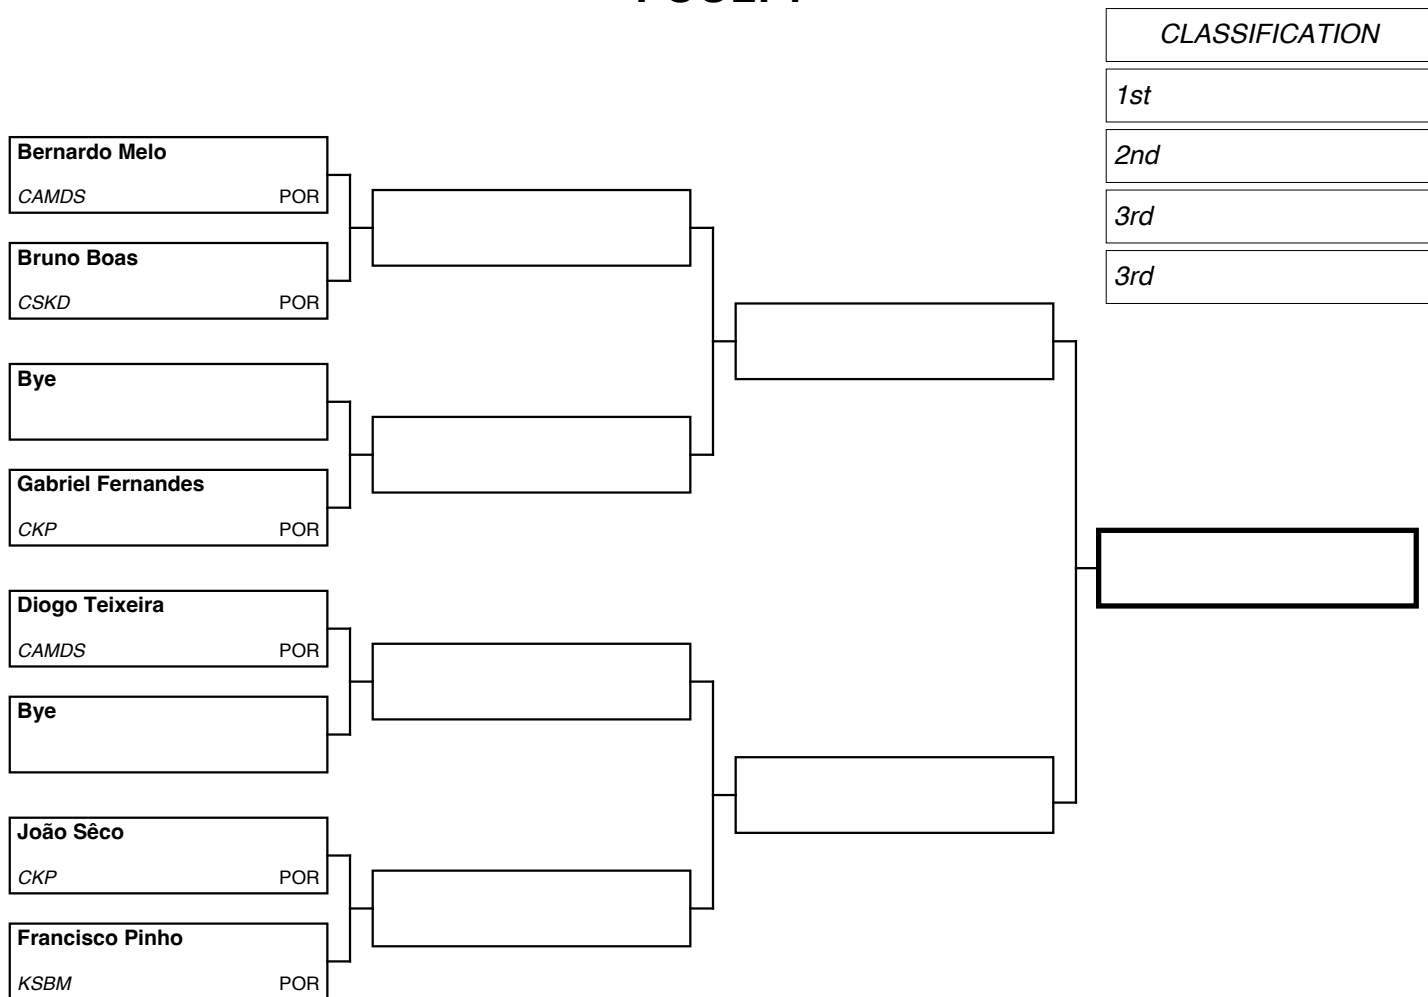 CLASSIFICATION
1st
2nd
3rd
3rd
Bernardo Melo
CAMDS POR
Bruno Boas
CSKD POR
Bye
Gabriel Fernandes
CKP POR
Diogo Teixeira
CAMDS POR
Bye
João Sêco
CKP POR
Francisco Pinho
KSBM POR